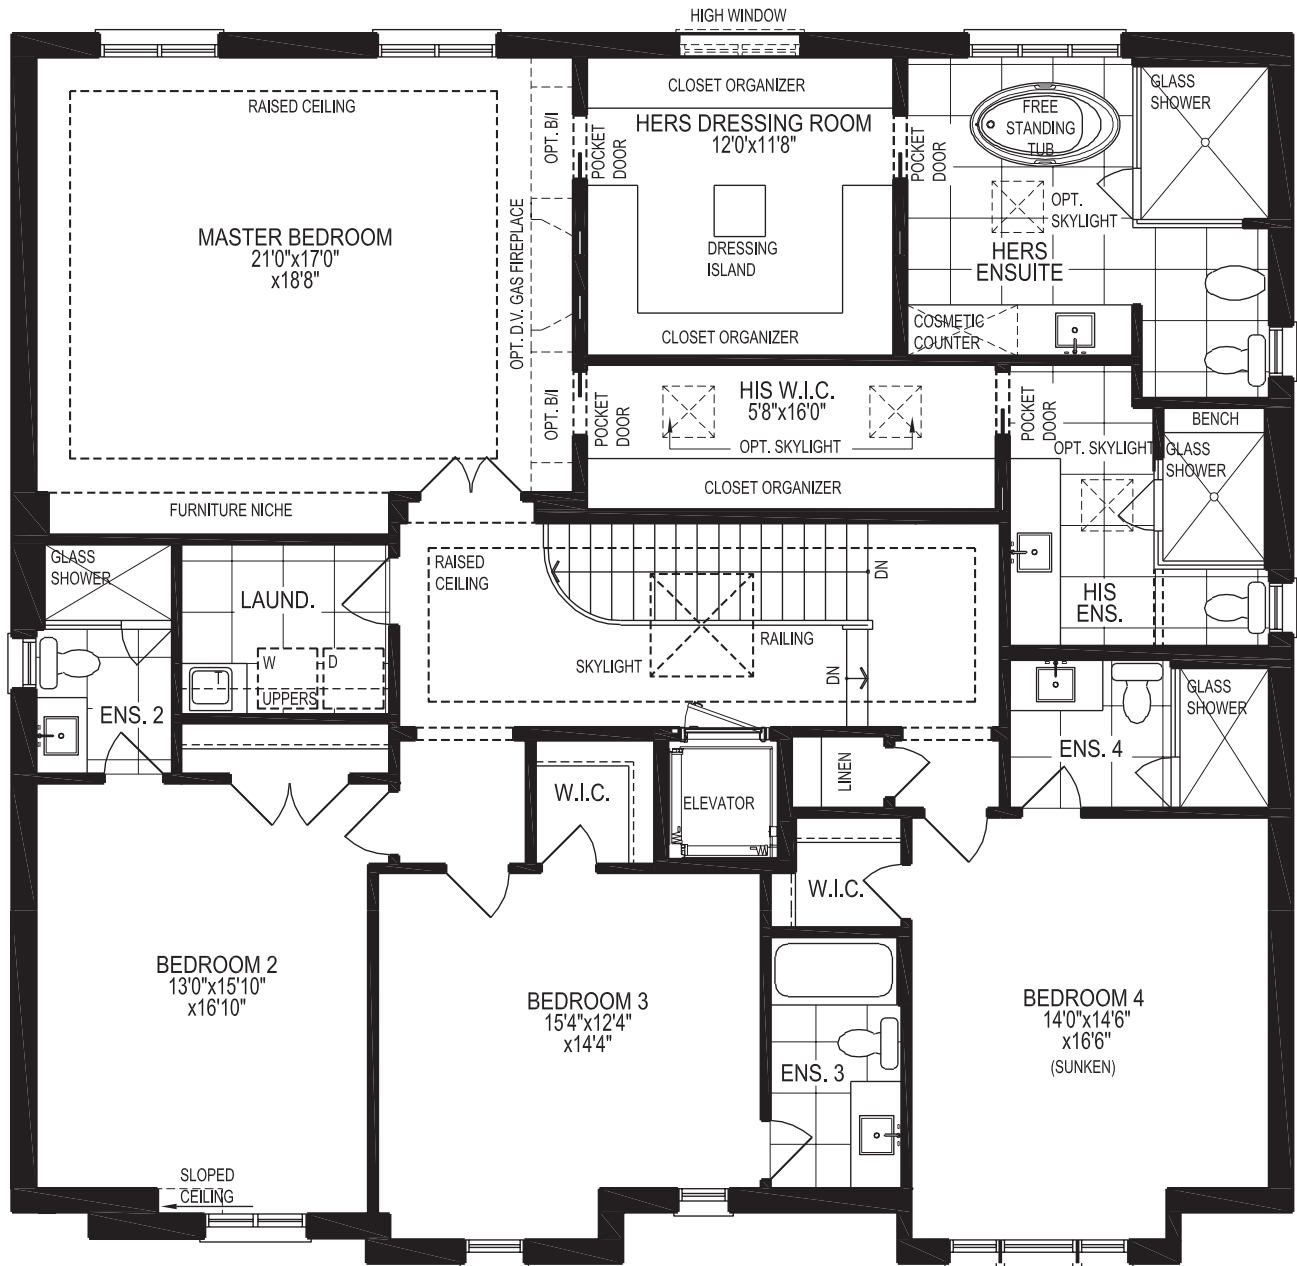 HIGH WINDOW
RAISED CEILING
MASTER BEDROOM
21'0"x17'0"
x18'8"
OPT. B/I
OPT. D.V. GAS FIREPLACE
OPT. B/I
FURNITURE NICHE
POCKET
DOOR
CLOSET ORGANIZER
HERS DRESSING ROOM
12'0"x11'8"
DRESSING
ISLAND
CLOSET ORGANIZER
POCKET
DOOR
FREE
STANDING
TUB
GLASS
SHOWER
OPT.
SKYLIGHT
HERS
ENSUITE
COSMETIC
COUNTER
POCKET
DOOR
HIS W.I.C.
5'8"x16'0"
OPT. SKYLIGHT
CLOSET ORGANIZER
POCKET
DOOR
OPT. SKYLIGHT
BENCH
GLASS
SHOWER
HIS
ENS.
GLASS
SHOWER
LAUND.
W
D
T
UPPERS
ENS. 2
RAISED
CEILING
DN
RAILING
SKYLIGHT
DN
W.I.C.
ELEVATOR
LINEN
ENS. 4
GLASS
SHOWER
W.I.C.
BEDROOM 2
13'0"x15'10"
x16'10"
SLOPED
CEILING
BEDROOM 3
15'4"x12'4"
x14'4"
ENS. 3
BEDROOM 4
14'0"x14'6"
x16'6"
(SUNKEN)